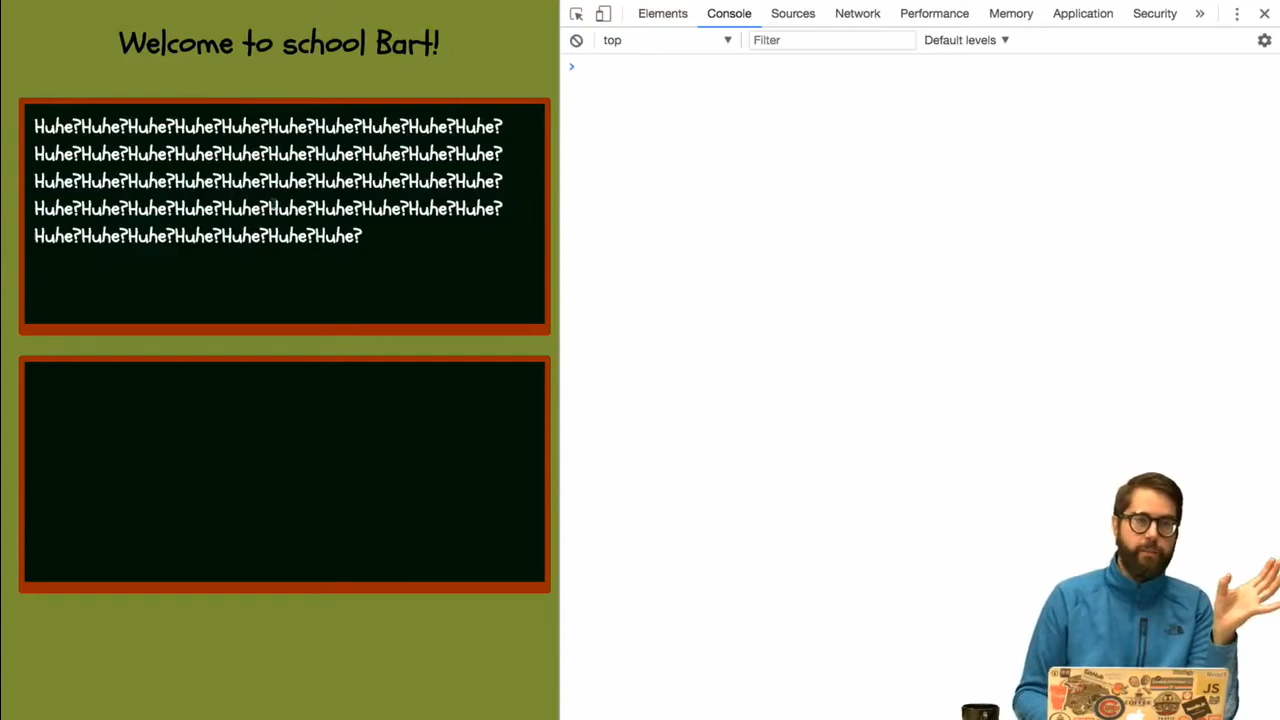 Welcome to school Bart!
Huhe?Huhe?Huhe?Huhe?Huhe?Huhe?Huhe?Huhe?Huhe?Huhe?
Huhe?Huhe?Huhe?Huhe?Huhe?Huhe?Huhe?Huhe?Huhe?Huhe?
Huhe?Huhe?Huhe?Huhe?Huhe?Huhe?Huhe?Huhe?Huhe?Huhe?
Huhe?Huhe?Huhe?Huhe?Huhe?Huhe?Huhe?Huhe?Huhe?Huhe?
Huhe?Huhe?Huhe?Huhe?Huhe?Huhe?Huhe?
Elements Console Sources Network Performance Memory Application Security »
top Filter Default levels
GitHub
JS
COFFEE